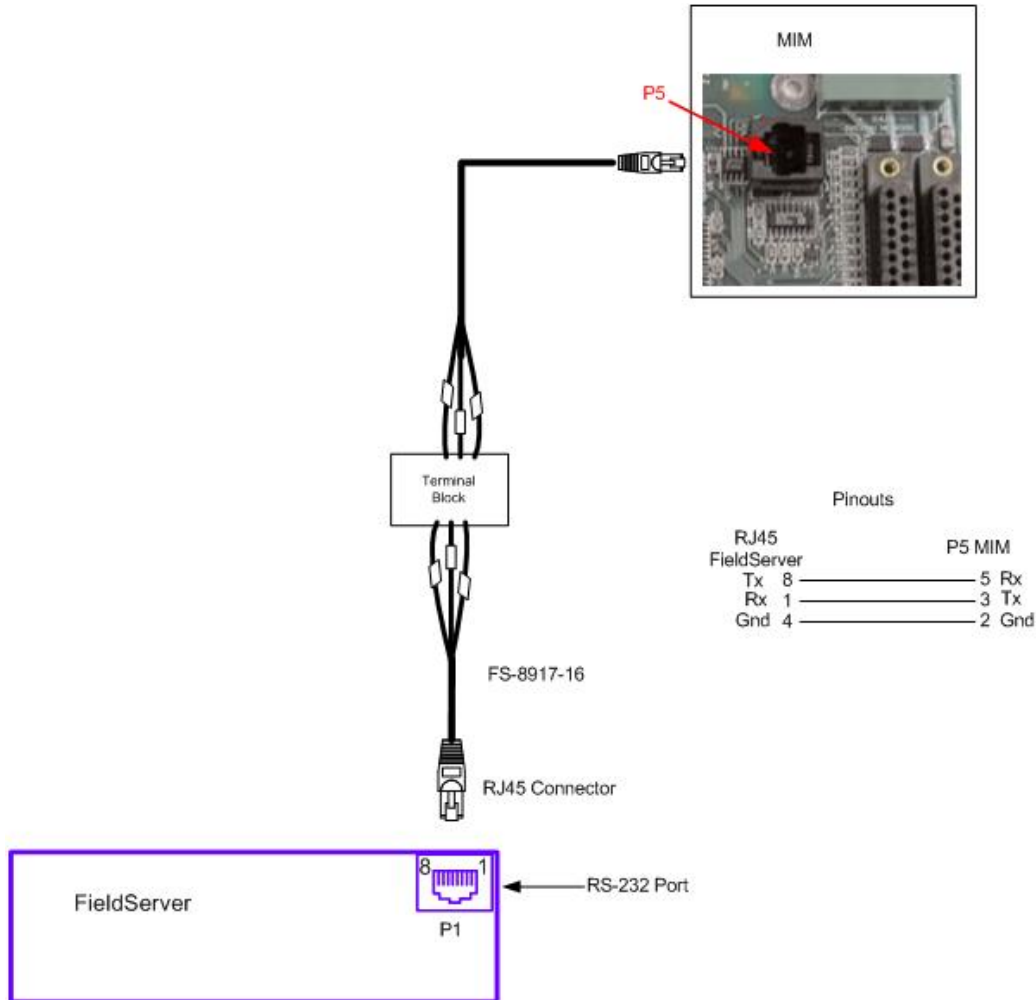 MIM
P5
Terminal
Block
Pinouts
RJ45
FieldServer
P5 MIM
Tx 8 5 Rx
Rx 1 3 Tx
Gnd 4 2 Gnd
FS-8917-16
RJ45 Connector
8 1
RS-232 Port
FieldServer
P1